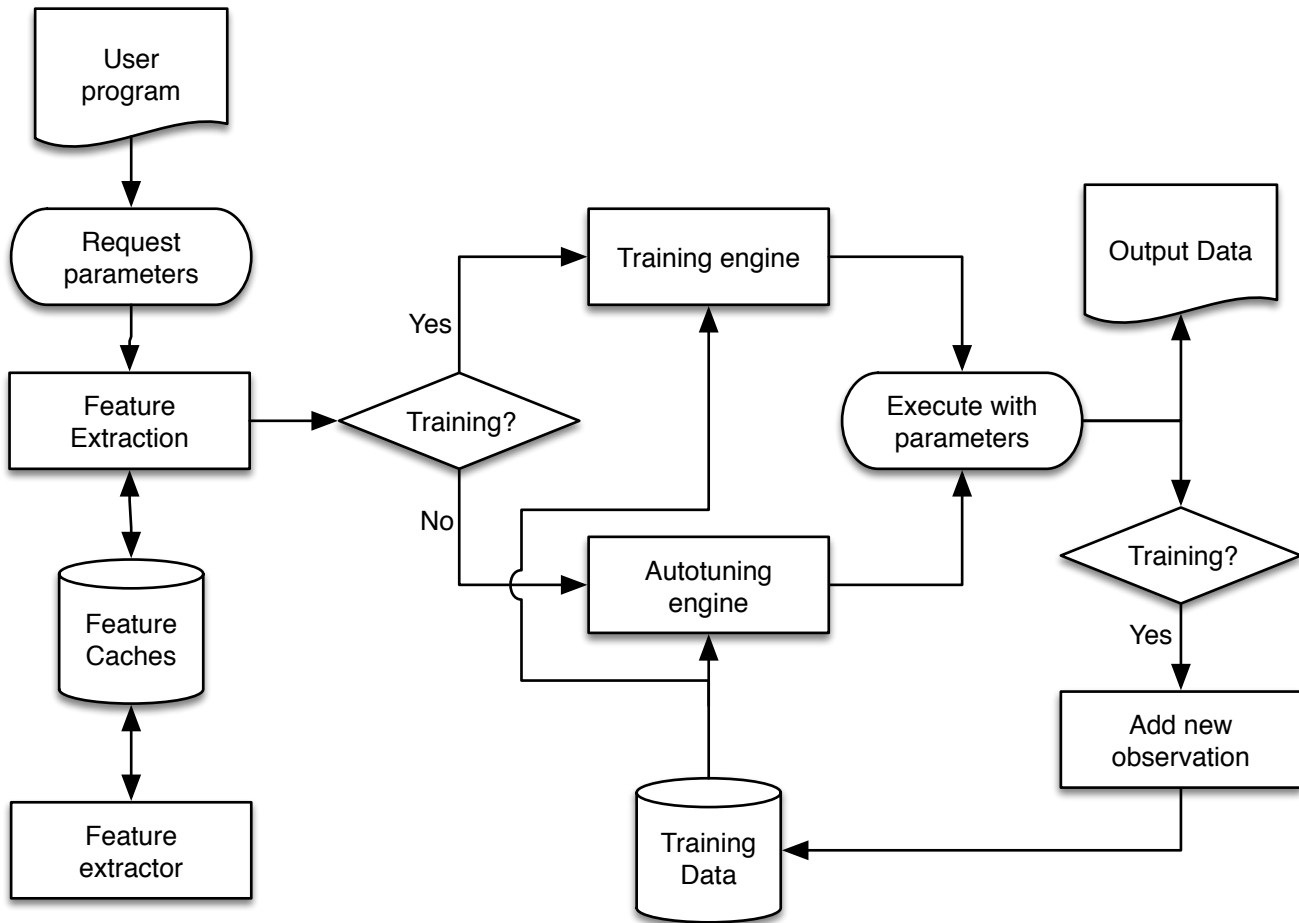 User
program
Request
parameters
Feature
Extraction
Feature
Caches
Feature
extractor
Training?
Yes
No
Training engine
Autotuning
engine
Training
Data
Execute with
parameters
Output Data
Training?
Yes
Add new
observation